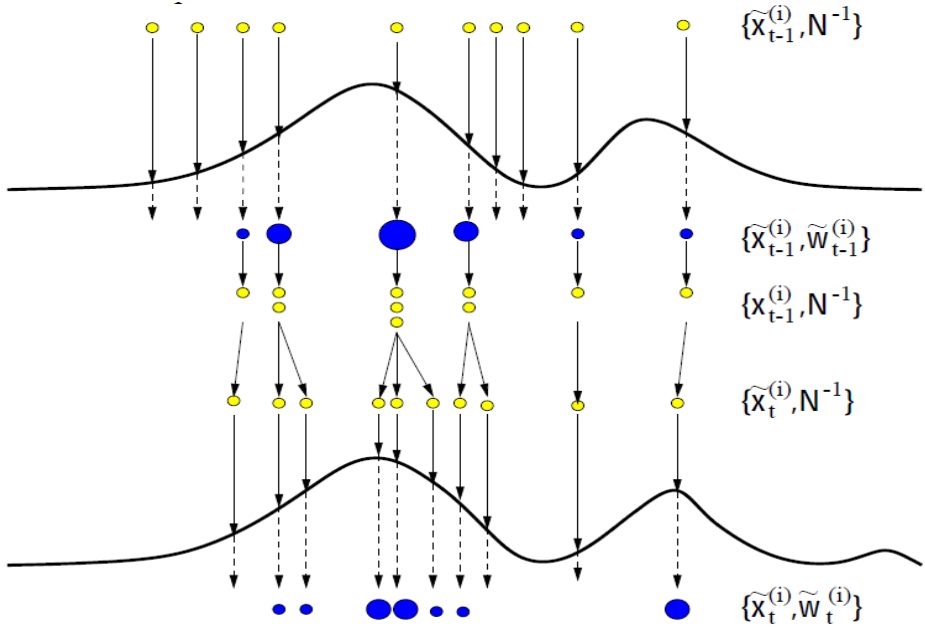 {x̃_{t-1}^{(i)}, N^{-1}}
{x̃_{t-1}^{(i)}, w̃_{t-1}^{(i)}}
{x_{t-1}^{(i)}, N^{-1}}
{x̃_t^{(i)}, N^{-1}}
{x̃_t^{(i)}, w̃_t^{(i)}}